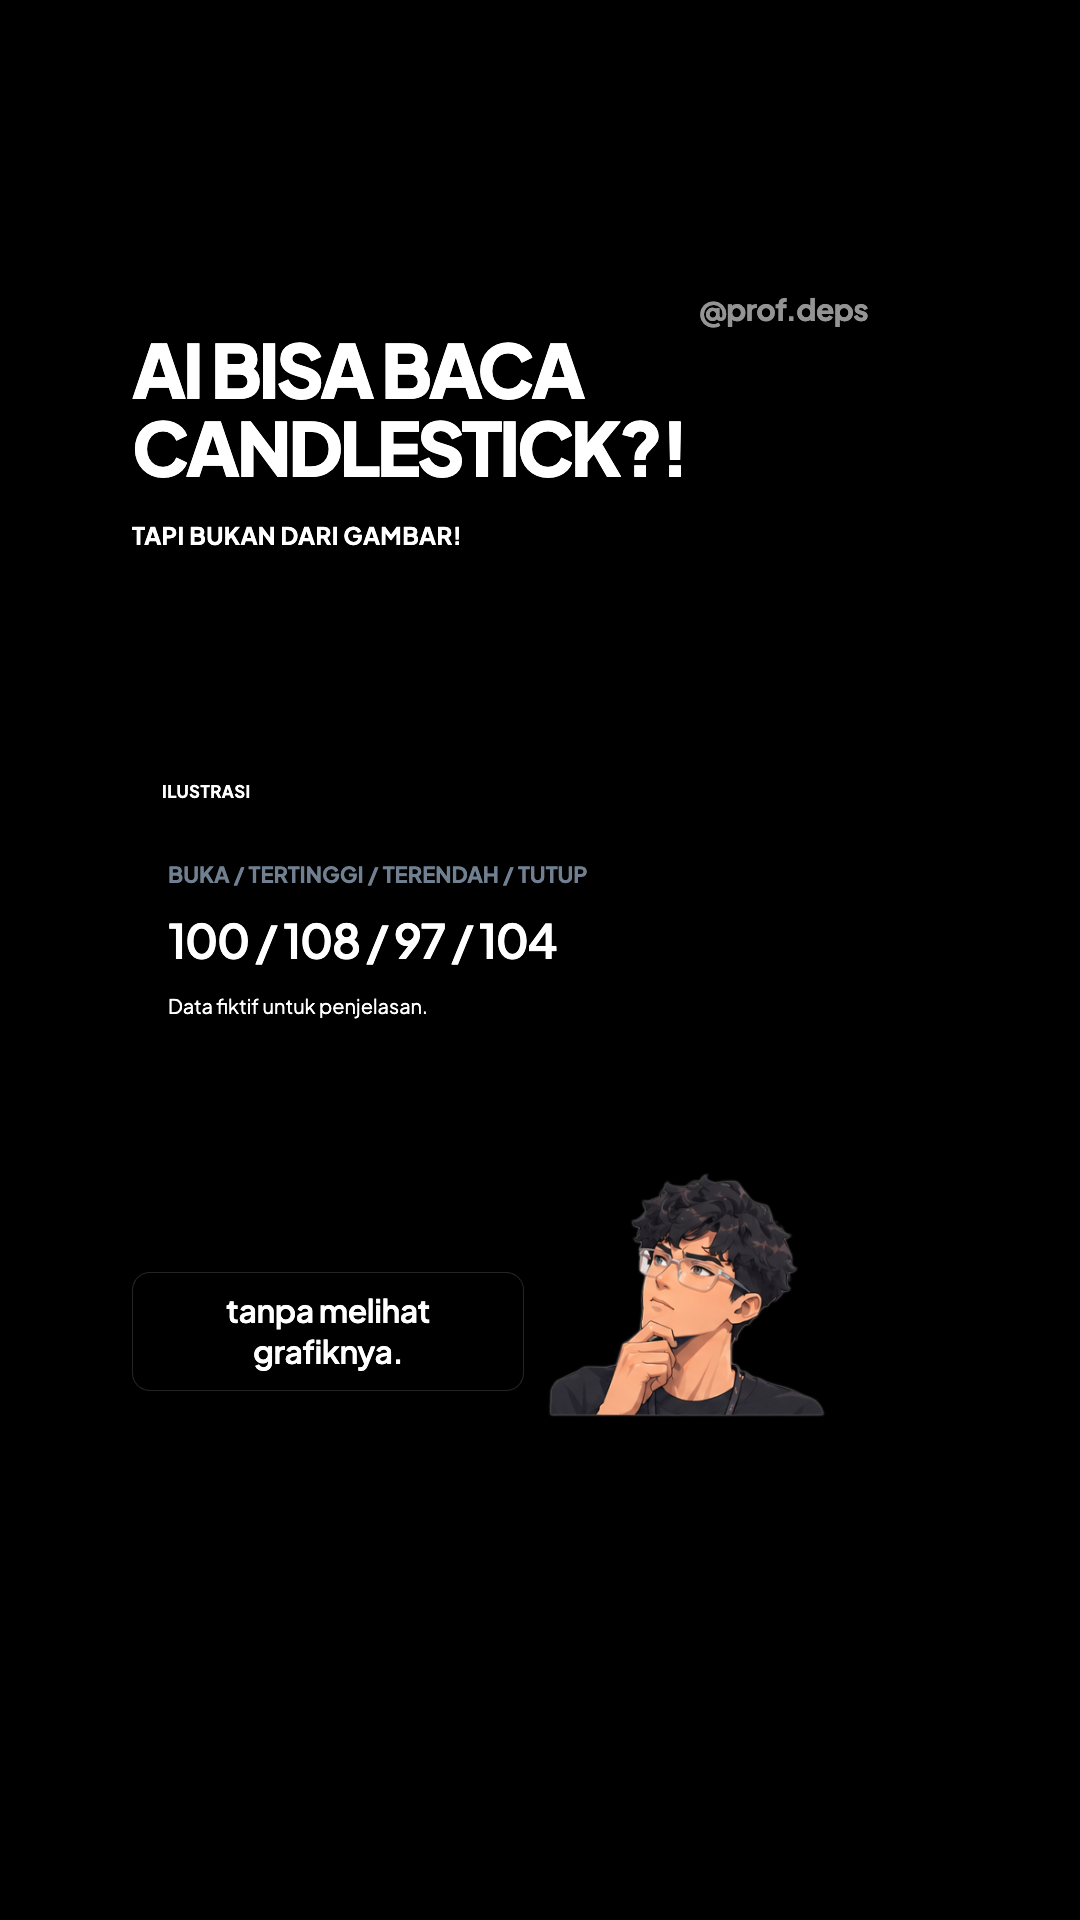 @prof.deps
AI BISA BACA
CANDLESTICK?!
TAPI BUKAN DARI GAMBAR!
ILUSTRASI
BUKA / TERTINGGI / TERENDAH / TUTUP
100 / 108 / 97 / 104
Data fiktif untuk penjelasan.
tanpa melihat
grafiknya.